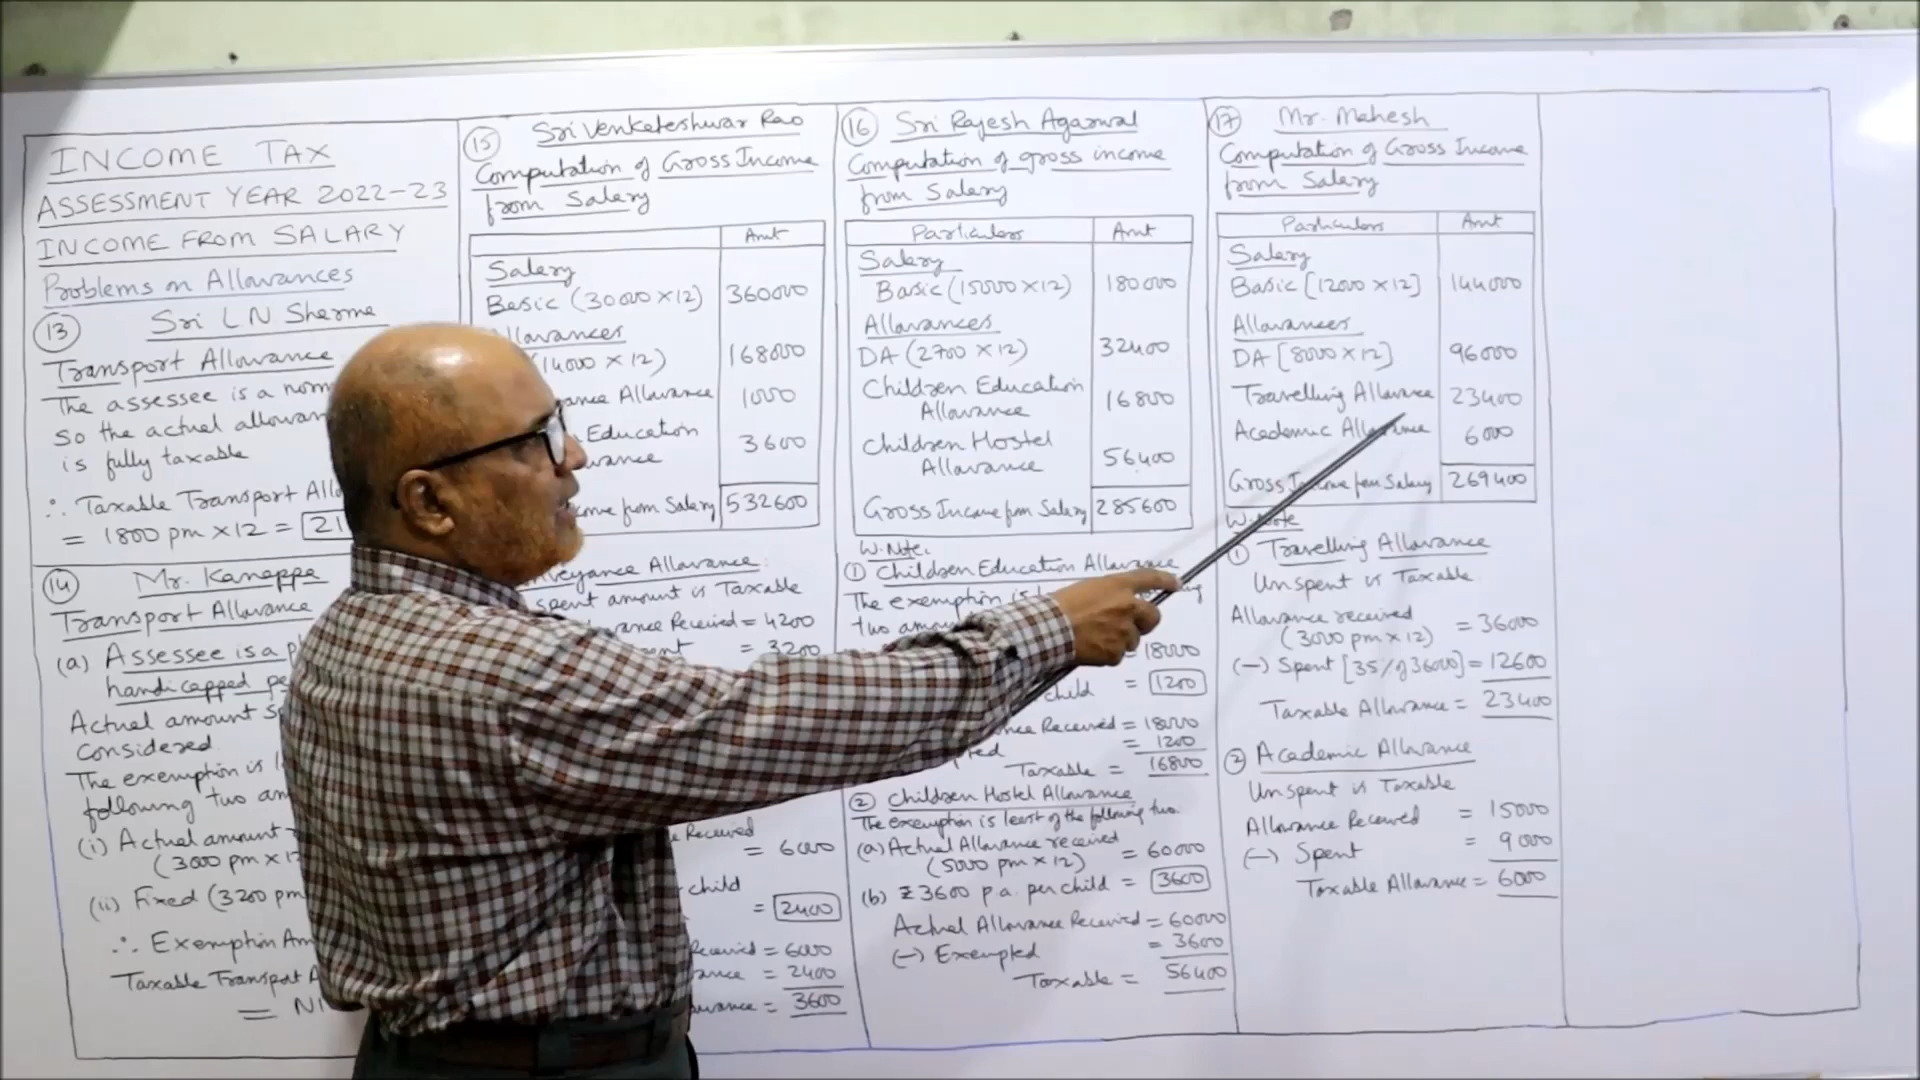 INCOME TAX
ASSESSMENT YEAR 2022-23
INCOME FROM SALARY
Problems on Allowances
13 Sri LN Sharma
Transport Allowance
The assessee is a
so the actual
is fully taxable
∴ Taxable Transport
= 1800 pm × 12 =
14 Mr. Kanappa
Transport Allowance
(a) Assessee is a
handicapped
Actual amount
considered
The exemption is
following two
(i) Actual amount
(3000 pm × 12
(ii) Fixed (3200 pm
∴ Exemption
Taxable Transport
=
15 Sri Venketeshwar Rao
Computation of Gross Income
from Salary
Amt
Salary
Basic (30000 × 12) 360000
Allowances
(14000 × 12) 168000
Allowance 1000
Education 3600
from Salary 532600
Allowance:
spent amount is Taxable
Received = 4200
= 3200
Received
= 6000
child
= 2400
Received = 6000
= 2400
= 3600
16 Sri Rajesh Agarwal
Computation of gross income
from Salary
Particulars Amt
Salary
Basic (15000 × 12) 180000
Allowances
DA (2700 × 12) 32400
Children Education
Allowance 16800
Children Hostel
Allowance 56400
Gross Income from Salary 285600
W.Note.
① Children Education Allowance
The exemption is
two
= 18000
child = 1200
Received = 18000
= 1200
Taxable = 16800
② Children Hostel Allowance
The exemption is least of the following two.
(a) Actual Allowance received
(5000 pm × 12) = 60000
(b) ₹3600 p.a. per child = 3600
Actual Allowance Received = 60000
(-) Exempted = 3600
Taxable = 56400
17 Mr. Mahesh
Computation of Gross Income
from Salary
Particulars Amt
Salary
Basic [12000 × 12] 144000
Allowances
DA [8000 × 12] 96000
Travelling Allowance 23400
Academic Allowance 6000
Gross Income from Salary 269400
W. Note
① Travelling Allowance
Unspent is Taxable
Allowance received
(3000 pm × 12) = 36000
(-) Spent [35% of 36000] = 12600
Taxable Allowance = 23400
② Academic Allowance
Unspent is Taxable
Allowance Received = 15000
(-) Spent = 9000
Taxable Allowance = 6000